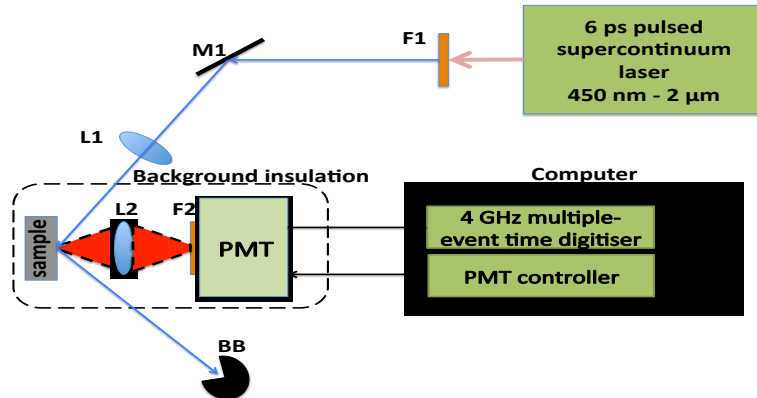 6 ps pulsed
supercontinuum
laser
450 nm - 2 μm
F1
M1
L1
Background insulation
Computer
L2
F2
sample
PMT
4 GHz multiple-
event time digitiser
PMT controller
BB